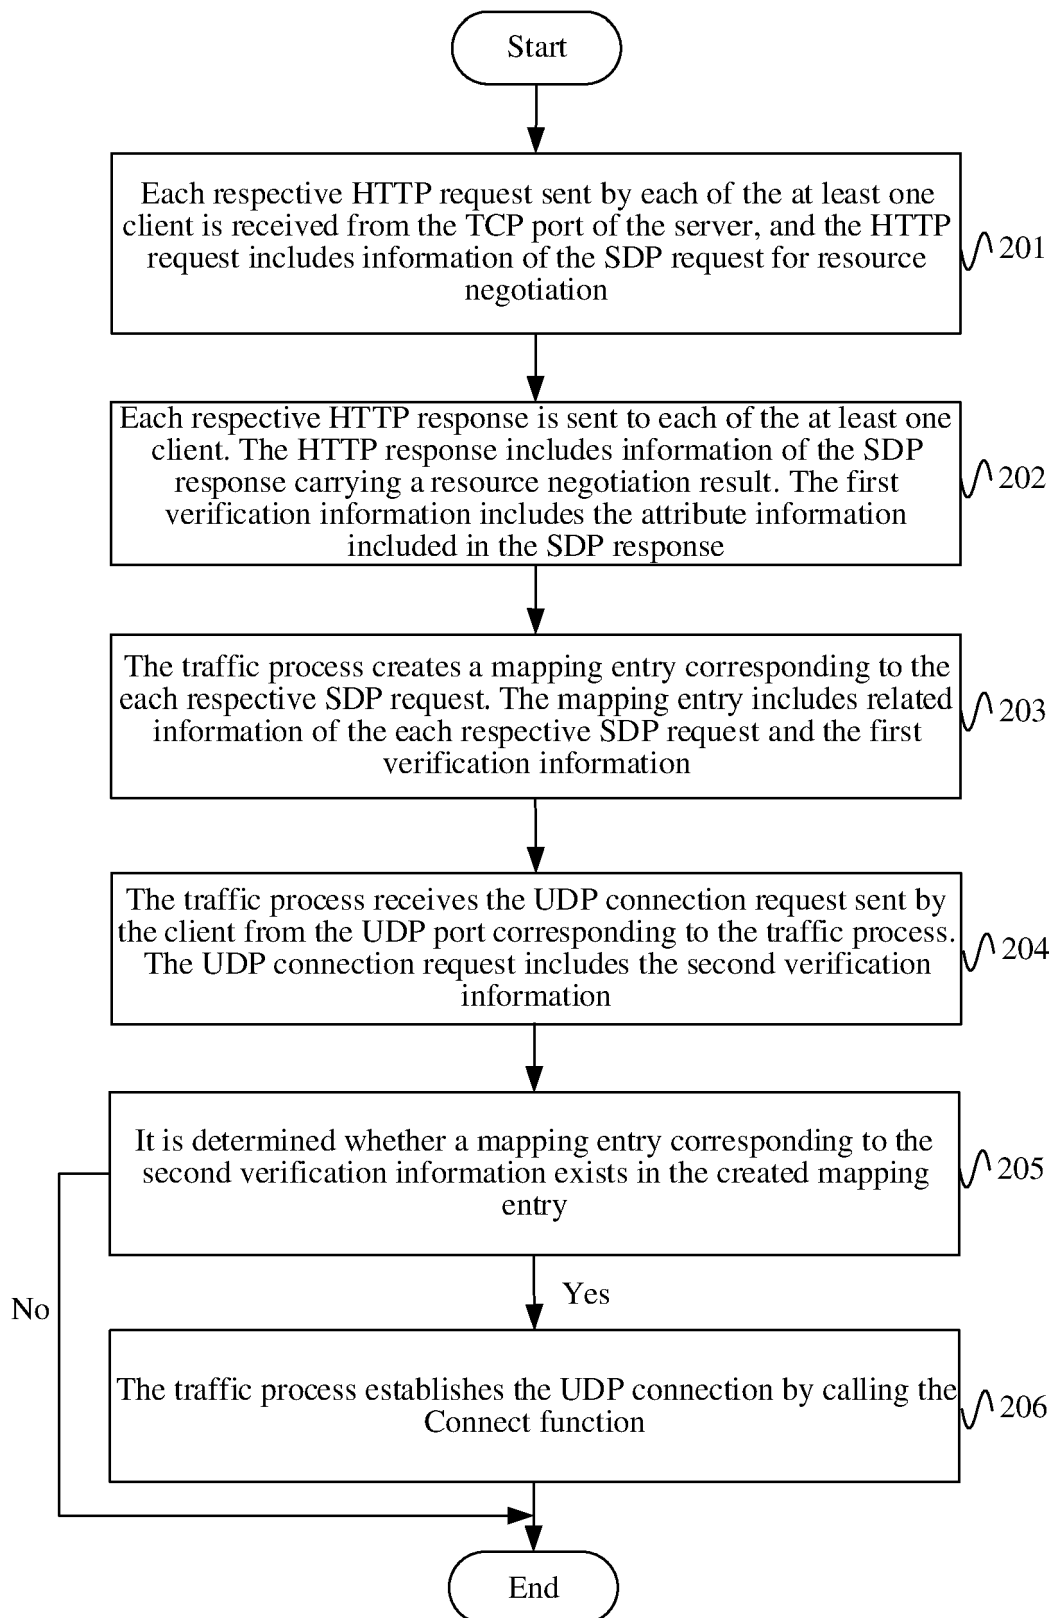 Start
Each respective HTTP request sent by each of the at least one
client is received from the TCP port of the server, and the HTTP
request includes information of the SDP request for resource
negotiation
201
Each respective HTTP response is sent to each of the at least one
client. The HTTP response includes information of the SDP
response carrying a resource negotiation result. The first
verification information includes the attribute information
included in the SDP response
202
The traffic process creates a mapping entry corresponding to the
each respective SDP request. The mapping entry includes related
information of the each respective SDP request and the first
verification information
203
The traffic process receives the UDP connection request sent by
the client from the UDP port corresponding to the traffic process.
The UDP connection request includes the second verification
information
204
It is determined whether a mapping entry corresponding to the
second verification information exists in the created mapping
entry
205
No
Yes
The traffic process establishes the UDP connection by calling the
Connect function
206
End